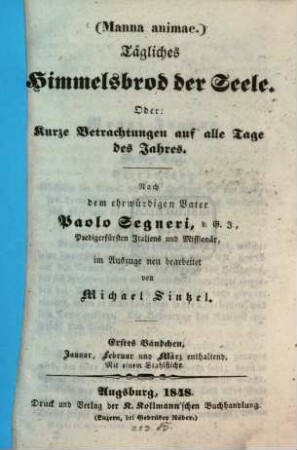 (Manna animae.)
Tägliches
Himmelsbrod der Seele.
Oder:
Kurze Betrachtungen auf alle Tage
des Jahres.
Nach
dem ehrwürdigen Vater
Paolo Segneri, v. G. J.,
Predigerfürsten Italiens und Missionär,
im Auszuge neu bearbeitet
von
Michael Sintzel.
Erstes Bändchen,
Januar, Februar und März enthaltend.
Mit einem Stahlstiche.
Augsburg, 1848.
Druck und Verlag der K. Kollmann'schen Buchhandlung.
(Luzern, bei Gebrüder Räber.)